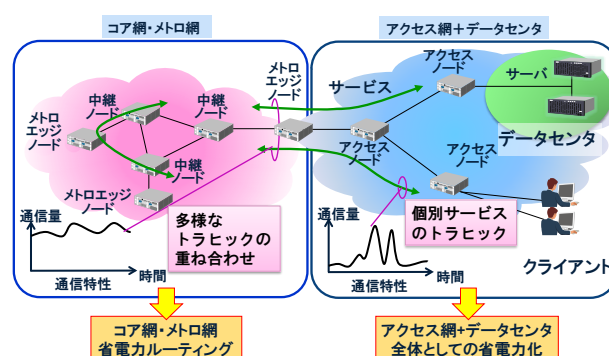 コア網・メトロ網
アクセス網＋データセンタ
メトロ
エッジ
ノード
中継
ノード
中継
ノード
メトロ
エッジ
ノード
中継
ノード
メトロエッジ
ノード
サービス
アクセス
ノード
サーバ
データセンタ
アクセス
ノード
アクセス
ノード
クライアント
通信量
多様な
トラヒックの
重ね合わせ
時間
通信特性
通信量
個別サービス
のトラヒック
時間
通信特性
コア網・メトロ網
省電力ルーティング
アクセス網+データセンタ
全体としての省電力化